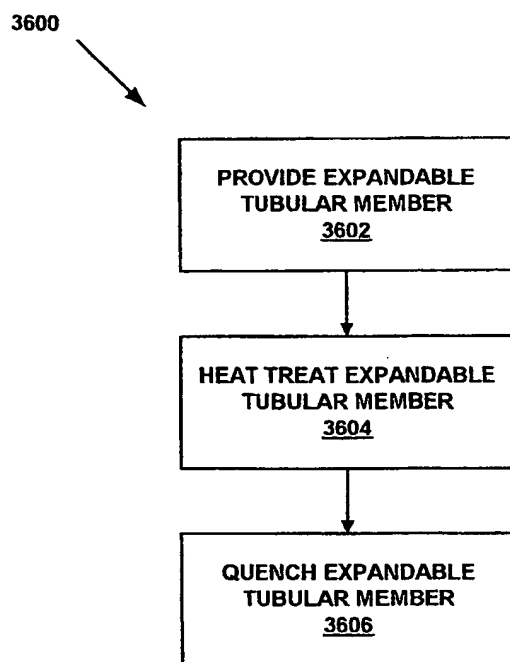 3600
PROVIDE EXPANDABLE
TUBULAR MEMBER
3602
HEAT TREAT EXPANDABLE
TUBULAR MEMBER
3604
QUENCH EXPANDABLE
TUBULAR MEMBER
3606